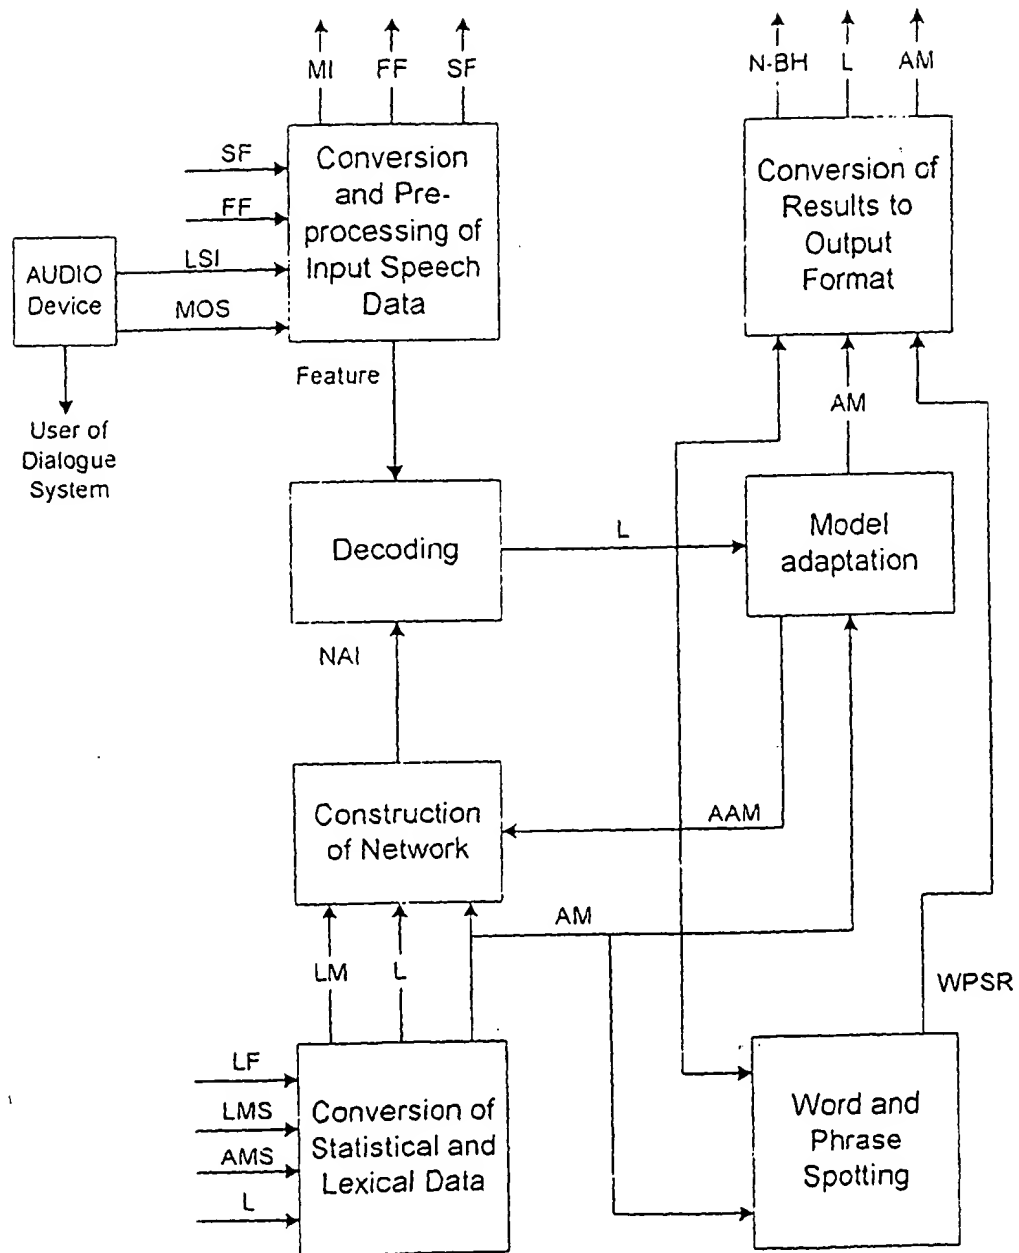 MI FF SF
N-BH L AM
SF
FF
LSI
MOS
AUDIO
Device
User of
Dialogue
System
Conversion
and Pre-
processing of
Input Speech
Data
Conversion of
Results to
Output
Format
Feature
AM
Decoding
L
Model
adaptation
NAI
Construction
of Network
AAM
AM
LM L
WPSR
LF
LMS
AMS
L
Conversion of
Statistical and
Lexical Data
Word and
Phrase
Spotting